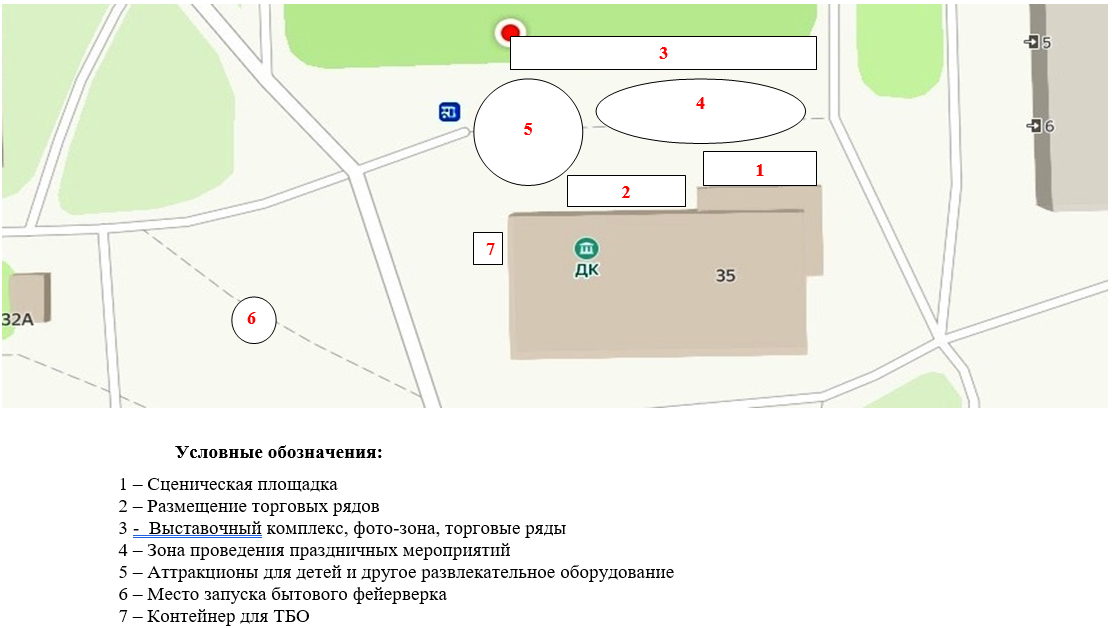 3
5
4
5
6
1
2
7
ДК
35
6
32А
Условные обозначения:
1 – Сценическая площадка
2 – Размещение торговых рядов
3 -  Выставочный комплекс, фото-зона, торговые ряды
4 – Зона проведения праздничных мероприятий
5 – Аттракционы для детей и другое развлекательное оборудование
6 – Место запуска бытового фейерверка
7 – Контейнер для ТБО